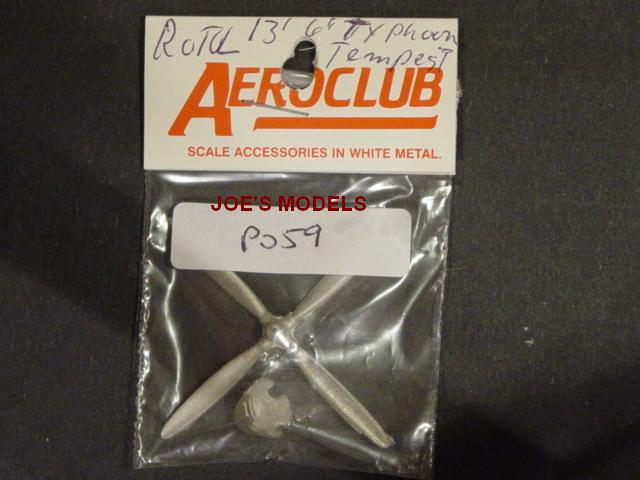 RoTOL 13' 6" Typhoon
Tempest
AEROCLUB
SCALE ACCESSORIES IN WHITE METAL.
JOE'S MODELS
P059